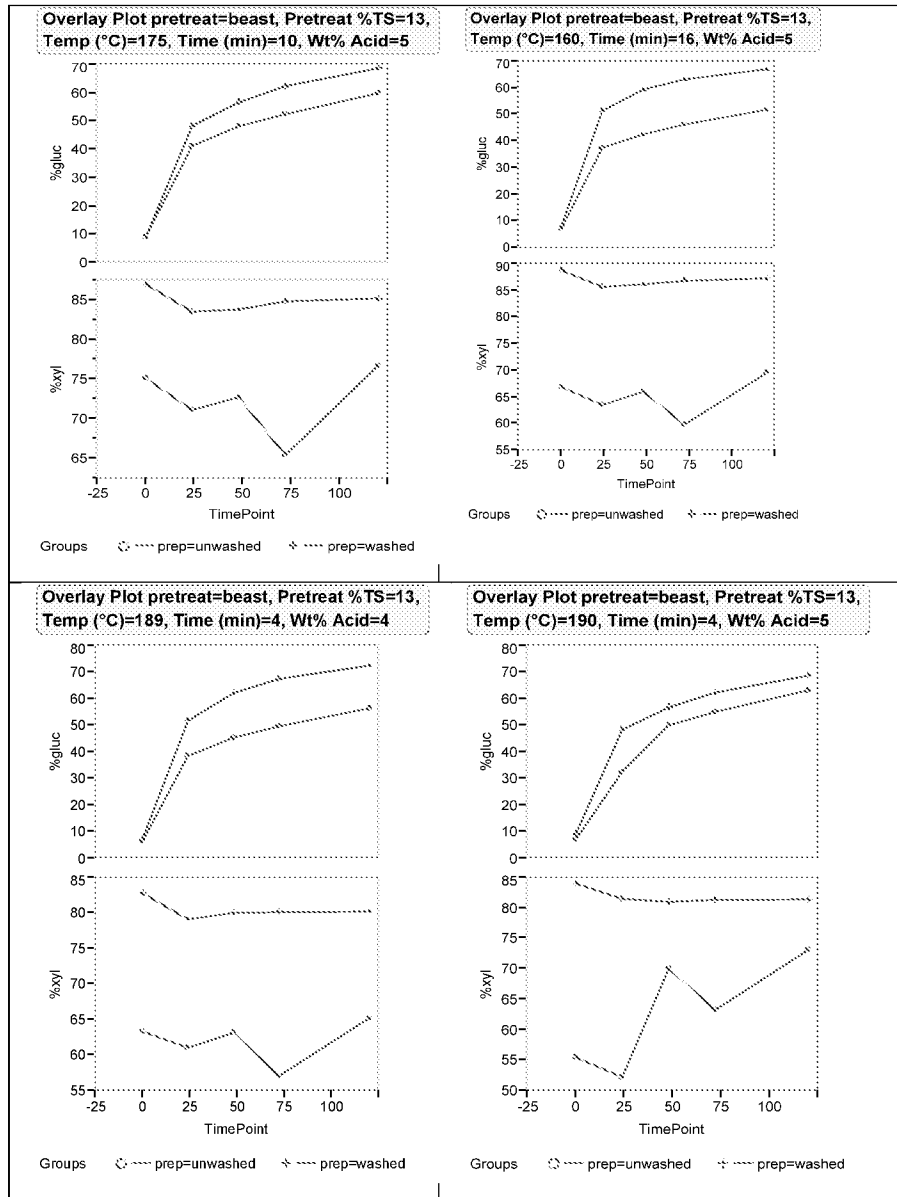 Overlay Plot pretreat=beast, Pretreat %TS=13,
Temp (°C)=175, Time (min)=10, Wt% Acid=5
70
60
50
40
30
20
10
0
%gluc
85
80
75
70
65
%xyl
-25 0 25 50 75 100
TimePoint
Groups prep=unwashed prep=washed
Overlay Plot pretreat=beast, Pretreat %TS=13,
Temp (°C)=160, Time (min)=16, Wt% Acid=5
70
60
50
40
30
20
10
0
%gluc
90
85
80
75
70
65
60
55
%xyl
-25 0 25 50 75 100
TimePoint
Groups prep=unwashed prep=washed
Overlay Plot pretreat=beast, Pretreat %TS=13,
Temp (°C)=189, Time (min)=4, Wt% Acid=4
80
70
60
50
40
30
20
10
0
%gluc
85
80
75
70
65
60
55
%xyl
-25 0 25 50 75 100
TimePoint
Groups prep=unwashed prep=washed
Overlay Plot pretreat=beast, Pretreat %TS=13,
Temp (°C)=190, Time (min)=4, Wt% Acid=5
80
70
60
50
40
30
20
10
0
%gluc
85
80
75
70
65
60
55
50
%xyl
-25 0 25 50 75 100
TimePoint
Groups prep=unwashed prep=washed